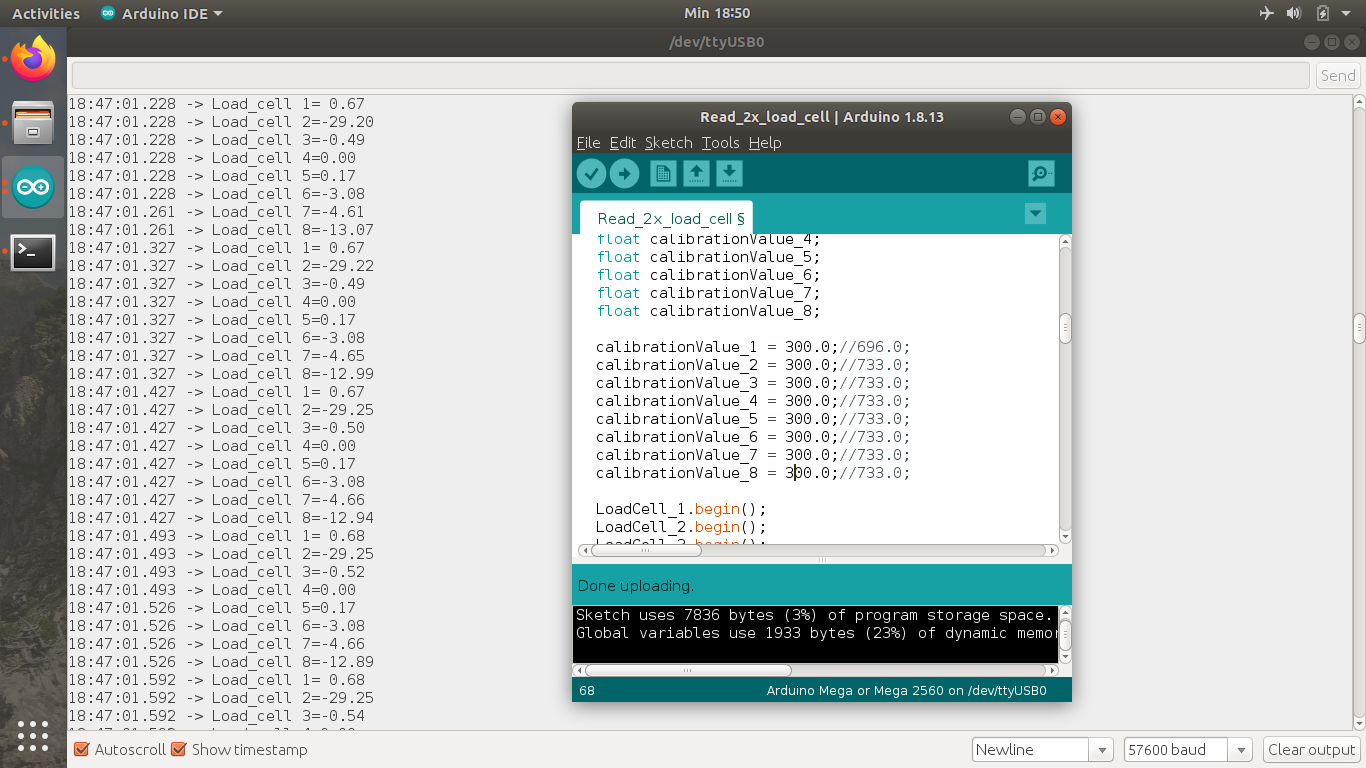 Activities
Arduino IDE
Min 18:50
/dev/ttyUSB0
Send
18:47:01.228 -> Load_cell 1= 0.67
18:47:01.228 -> Load_cell 2=-29.20
18:47:01.228 -> Load_cell 3=-0.49
18:47:01.228 -> Load_cell 4=0.00
18:47:01.228 -> Load_cell 5=0.17
18:47:01.228 -> Load_cell 6=-3.08
18:47:01.261 -> Load_cell 7=-4.61
18:47:01.261 -> Load_cell 8=-13.07
18:47:01.327 -> Load_cell 1= 0.67
18:47:01.327 -> Load_cell 2=-29.22
18:47:01.327 -> Load_cell 3=-0.49
18:47:01.327 -> Load_cell 4=0.00
18:47:01.327 -> Load_cell 5=0.17
18:47:01.327 -> Load_cell 6=-3.08
18:47:01.327 -> Load_cell 7=-4.65
18:47:01.327 -> Load_cell 8=-12.99
18:47:01.427 -> Load_cell 1= 0.67
18:47:01.427 -> Load_cell 2=-29.25
18:47:01.427 -> Load_cell 3=-0.50
18:47:01.427 -> Load_cell 4=0.00
18:47:01.427 -> Load_cell 5=0.17
18:47:01.427 -> Load_cell 6=-3.08
18:47:01.427 -> Load_cell 7=-4.66
18:47:01.427 -> Load_cell 8=-12.94
18:47:01.493 -> Load_cell 1= 0.68
18:47:01.493 -> Load_cell 2=-29.25
18:47:01.493 -> Load_cell 3=-0.52
18:47:01.493 -> Load_cell 4=0.00
18:47:01.526 -> Load_cell 5=0.17
18:47:01.526 -> Load_cell 6=-3.08
18:47:01.526 -> Load_cell 7=-4.66
18:47:01.526 -> Load_cell 8=-12.89
18:47:01.592 -> Load_cell 1= 0.68
18:47:01.592 -> Load_cell 2=-29.25
18:47:01.592 -> Load_cell 3=-0.54
Read_2x_load_cell | Arduino 1.8.13
File Edit Sketch Tools Help
Read_2x_load_cell §
float calibrationValue_4;
float calibrationValue_5;
float calibrationValue_6;
float calibrationValue_7;
float calibrationValue_8;
calibrationValue_1 = 300.0;//696.0;
calibrationValue_2 = 300.0;//733.0;
calibrationValue_3 = 300.0;//733.0;
calibrationValue_4 = 300.0;//733.0;
calibrationValue_5 = 300.0;//733.0;
calibrationValue_6 = 300.0;//733.0;
calibrationValue_7 = 300.0;//733.0;
calibrationValue_8 = 300.0;//733.0;
LoadCell_1.begin();
LoadCell_2.begin();
Done uploading.
Sketch uses 7836 bytes (3%) of program storage space.
Global variables use 1933 bytes (23%) of dynamic memor
68
Arduino Mega or Mega 2560 on /dev/ttyUSB0
Autoscroll
Show timestamp
Newline
57600 baud
Clear output